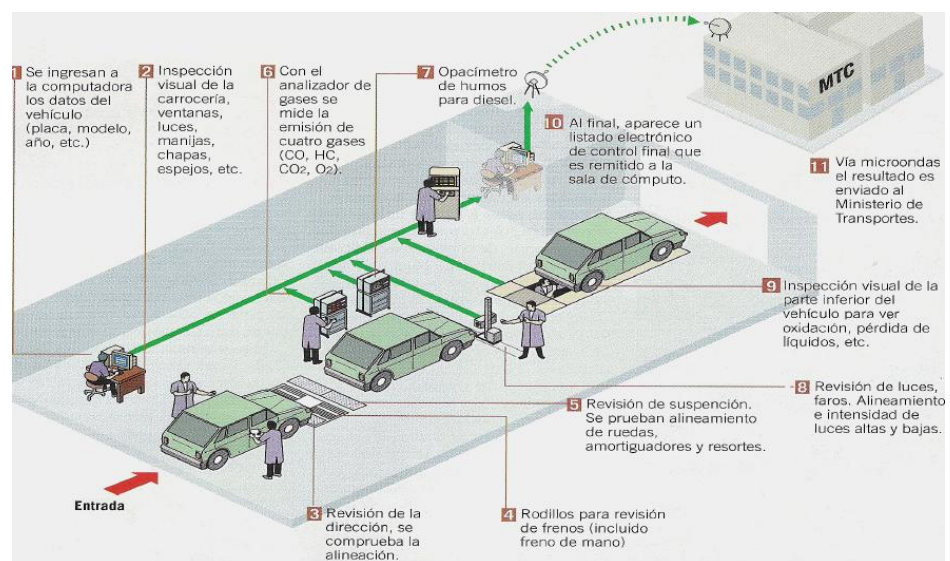 1 Se ingresan a
la computadora
los datos del
vehículo
(placa, modelo,
año, etc.)
2 Inspección
visual de la
carrocería,
ventanas,
luces,
manijas,
chapas,
espejos, etc.
6 Con el
analizador de
gases se
mide la
emisión de
cuatro gases
(CO, HC,
CO2, O2).
7 Opacímetro
de humos
para diesel.
10 Al final, aparece un
listado electrónico
de control final que
es remitido a la
sala de cómputo.
MTC
11 Vía microondas
el resultado es
enviado al
Ministerio de
Transportes.
9 Inspección visual de la
parte inferior del
vehículo para ver
oxidación, pérdida de
líquidos, etc.
8 Revisión de luces,
faros. Alineamiento
e intensidad de
luces altas y bajas.
5 Revisión de suspención.
Se prueban alineamiento
de ruedas,
amortiguadores y resortes.
Entrada
3 Revisión de la
dirección, se
comprueba la
alineación.
4 Rodillos para revisión
de frenos (incluido
freno de mano)